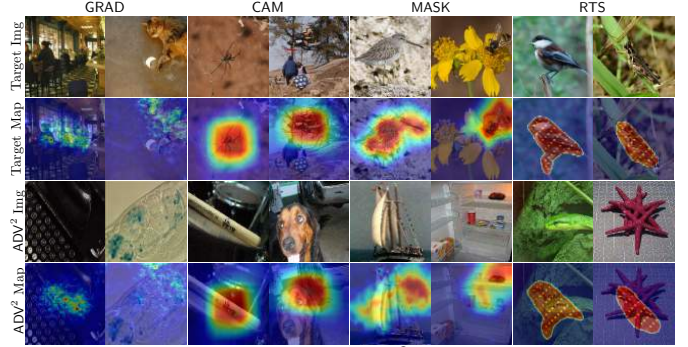 GRAD CAM MASK RTS
Target Img
Target Map
ADV² Img
ADV² Map